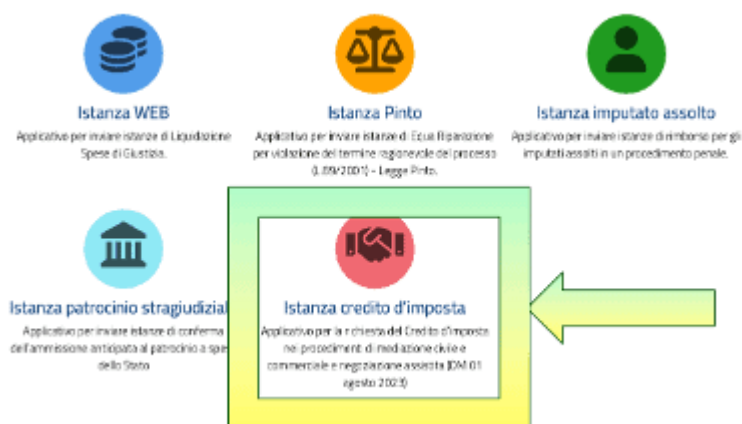 Istanza WEB
Applicativo per inviare istanze di Liquidazione
Spese di Giustizia.
Istanza Pinto
Applicativo per inviare istanze di Equa Riparazione
per violazione del termine ragionevole del processo
(L.89/2001) - Legge Pinto.
Istanza imputato assolto
Applicativo per inviare istanze di rimborso per gli
imputati assolti in un procedimento penale.
Istanza patrocinio stragiudizial
Applicativo per inviare istanze di conferma
dell'ammissione anticipata al patrocinio a spe
dello Stato
Istanza credito d'imposta
Applicativo per la richiesta del Credito d'imposta
nei procedimenti di mediazione civile e
commerciale e negoziazione assistita (DM 01
agosto 2023)